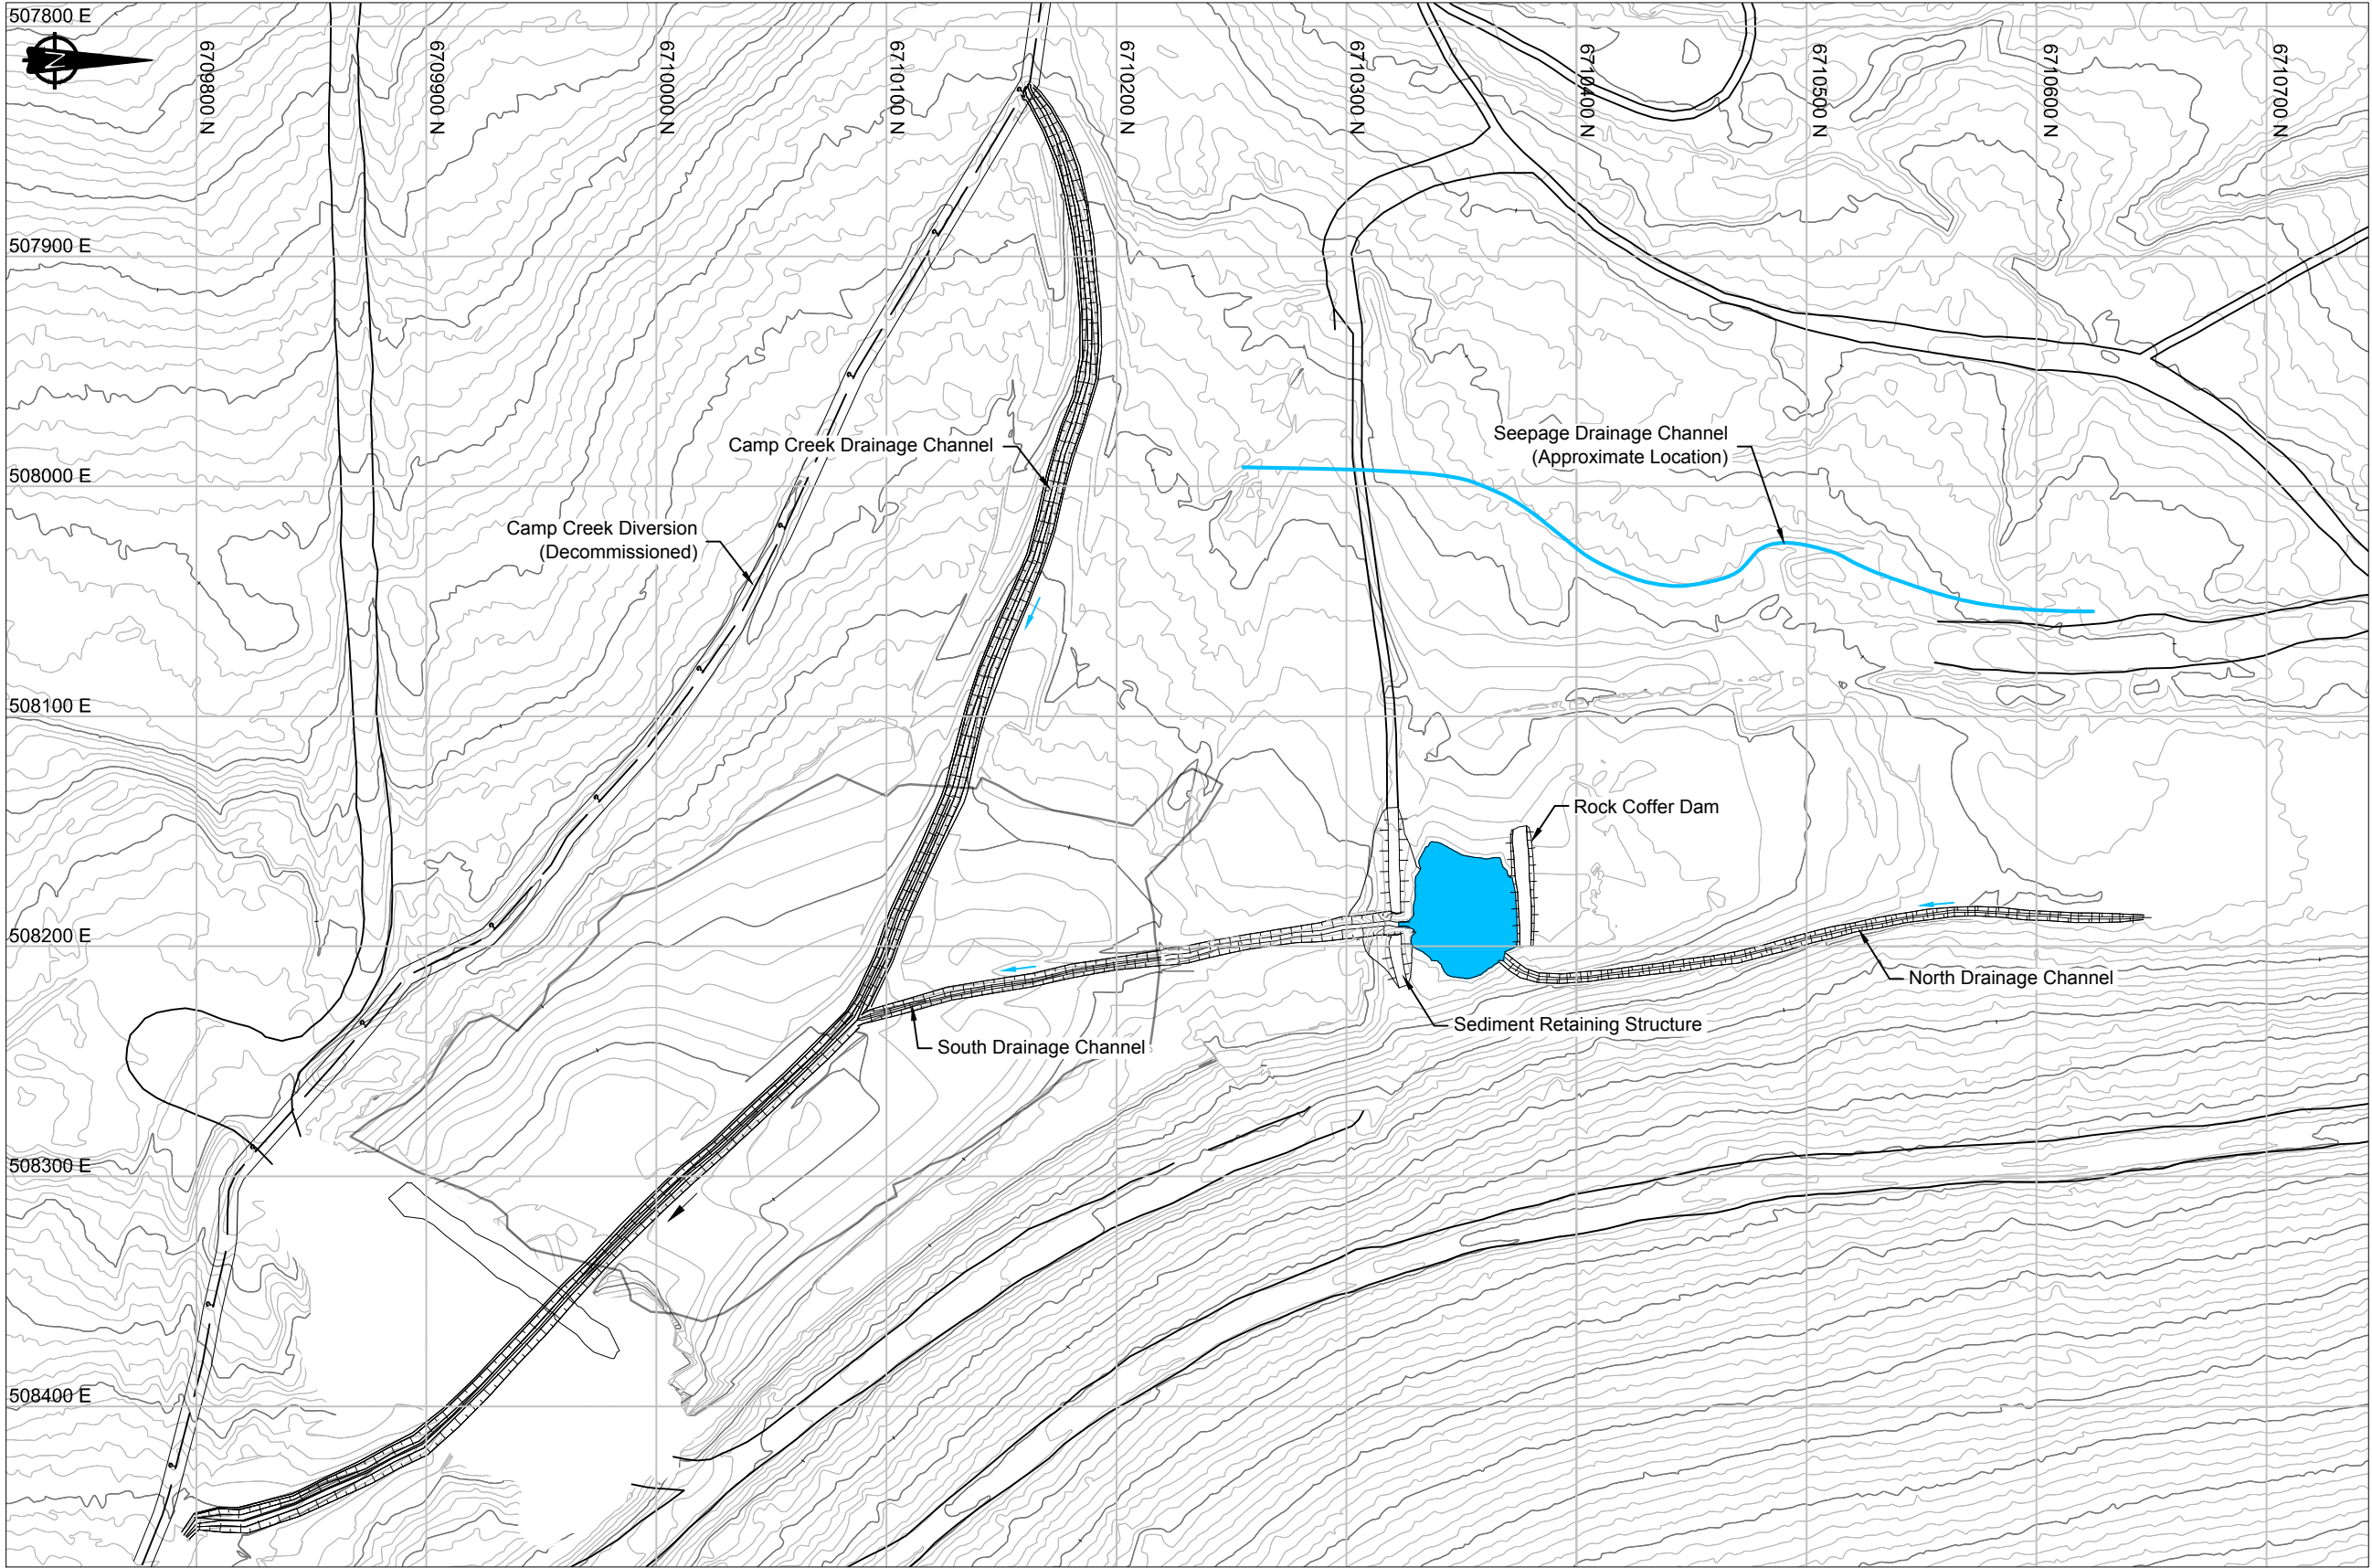 507800 E
N
6709800 N
6709900 N
6710000 N
6710100 N
6710200 N
6710300 N
6710400 N
6710500 N
6710600 N
6710700 N
507900 E
Camp Creek Drainage Channel
Seepage Drainage Channel
(Approximate Location)
508000 E
Camp Creek Diversion
(Decommissioned)
508100 E
Rock Coffer Dam
508200 E
North Drainage Channel
Sediment Retaining Structure
South Drainage Channel
508300 E
508400 E